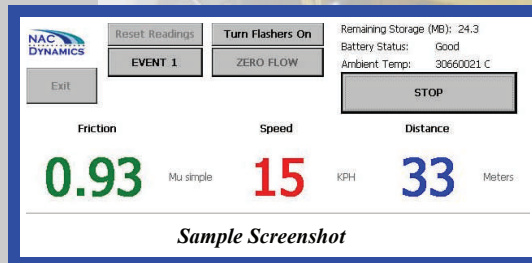 NAC
DYNAMICS
Reset Readings
Turn Flashers On
EVENT 1
ZERO FLOW
Exit
Remaining Storage (MB): 24.3
Battery Status: Good
Ambient Temp: 30660021 C
STOP
Friction Speed Distance
0.93 Mu simple 15 KPH 33 Meters
Sample Screenshot